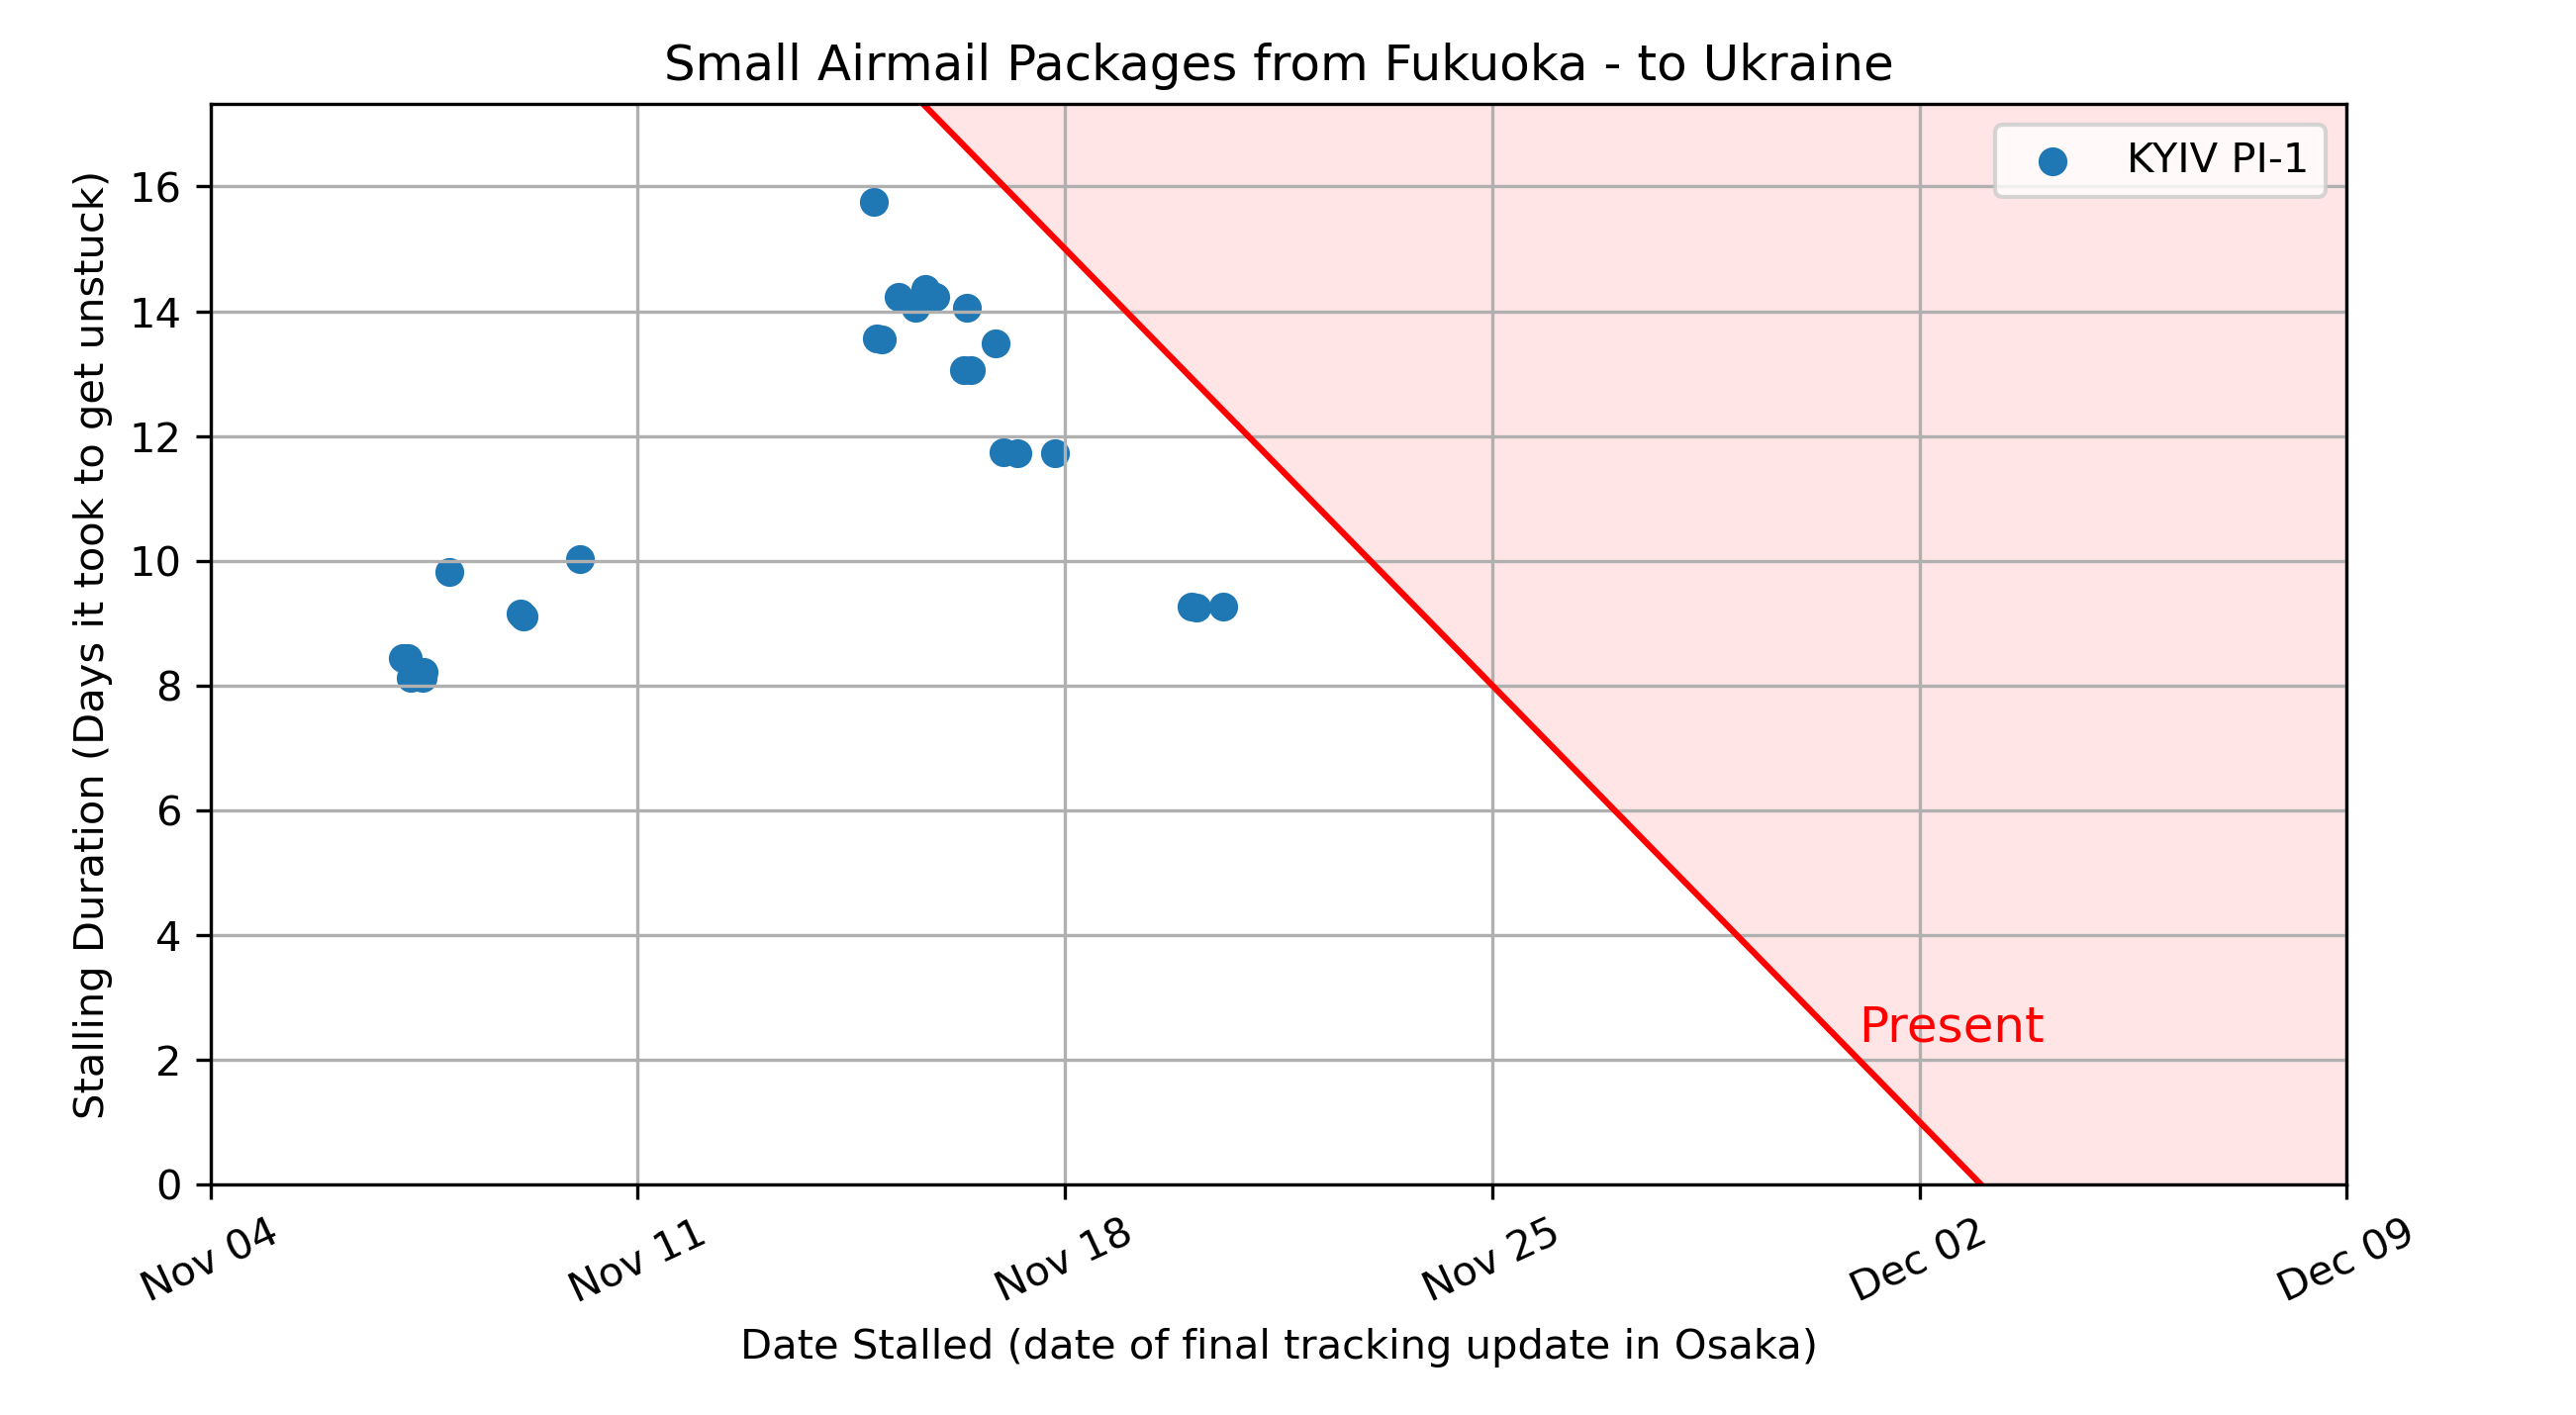 Small Airmail Packages from Fukuoka - to Ukraine
KYIV PI-1
Stalling Duration (Days it took to get unstuck)
16
14
12
10
8
6
4
2
0
Present
Nov 04
Nov 11
Nov 18
Nov 25
Dec 02
Dec 09
Date Stalled (date of final tracking update in Osaka)